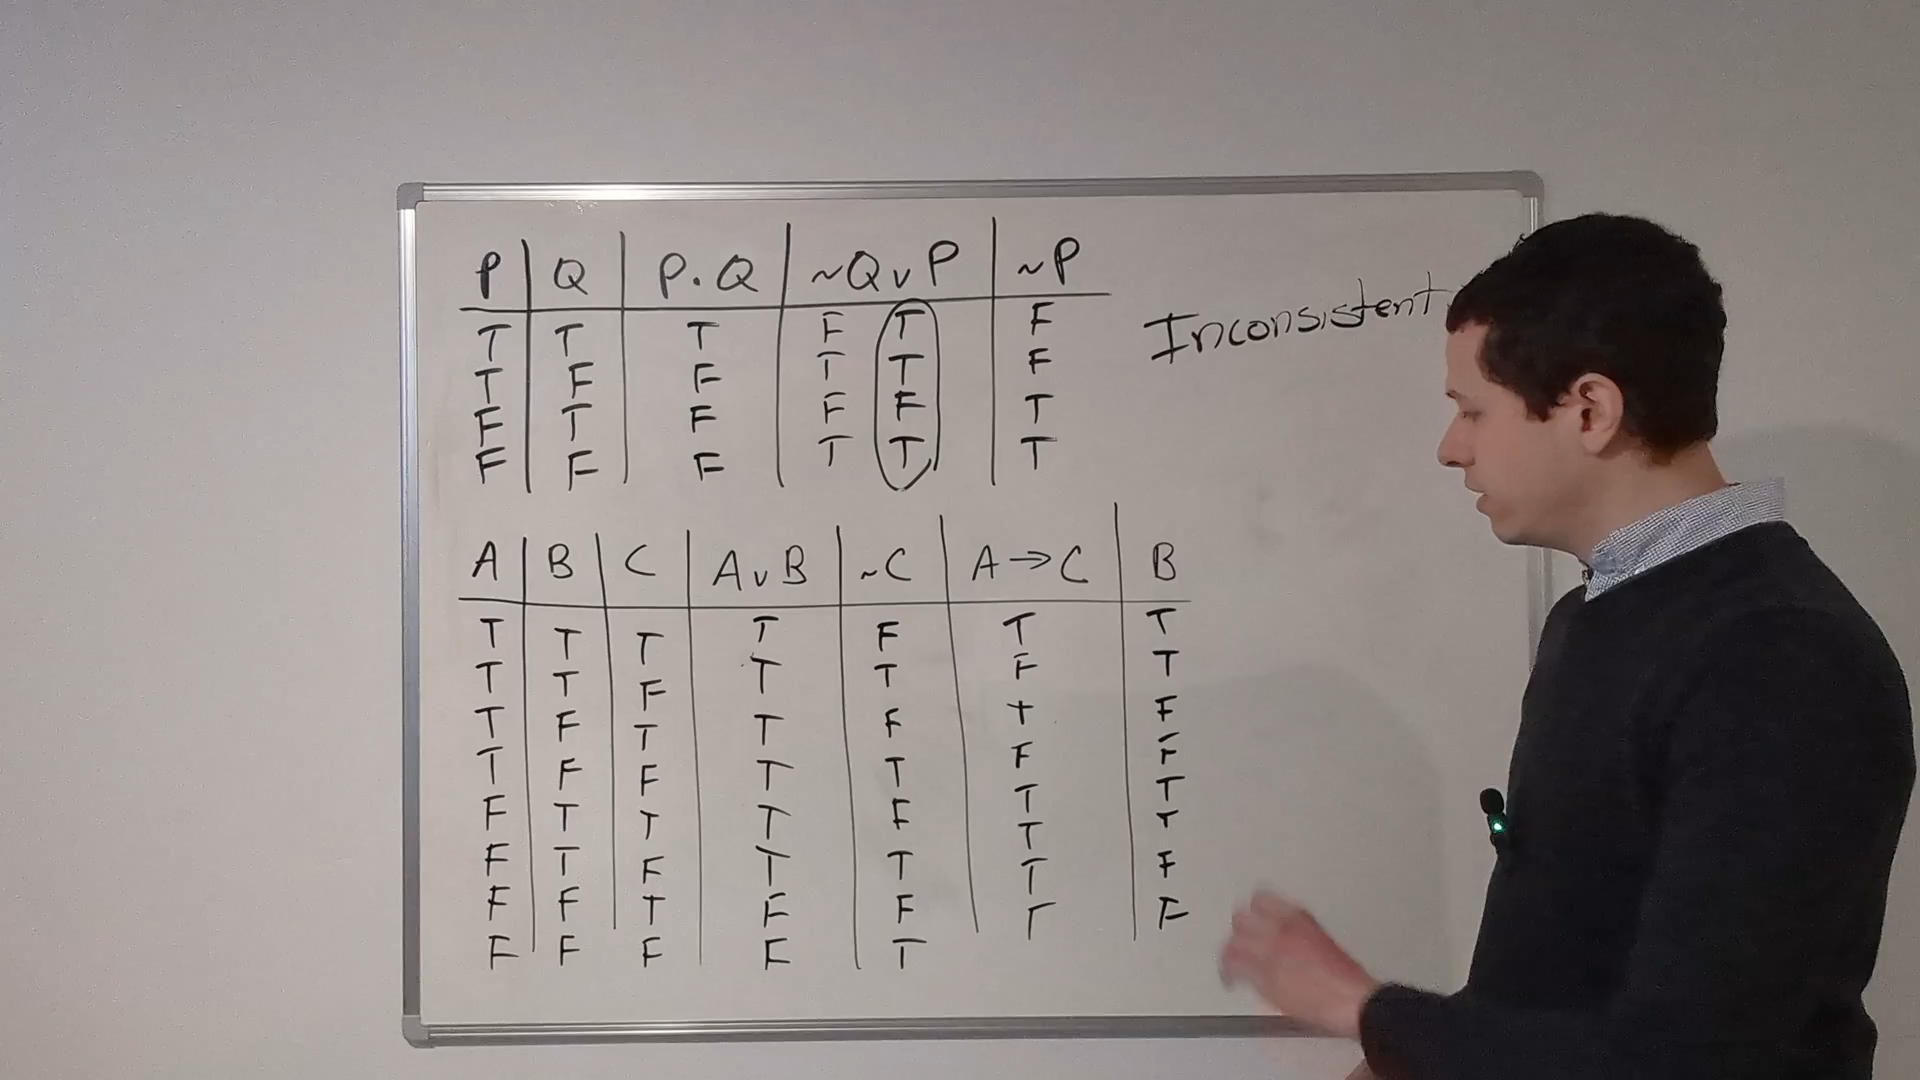 P Q P · Q ~Q v P ~P
Inconsistent
T T T F T F
T F F T T F
F T F F F T
F F F T T T
A B C A v B ~C A → C B
T T T T F T T
T T F T T F T
T F T T F T F
T F F T T F F
F T T T F T T
F T F T T T T
F F T F F T F
F F F F T T F